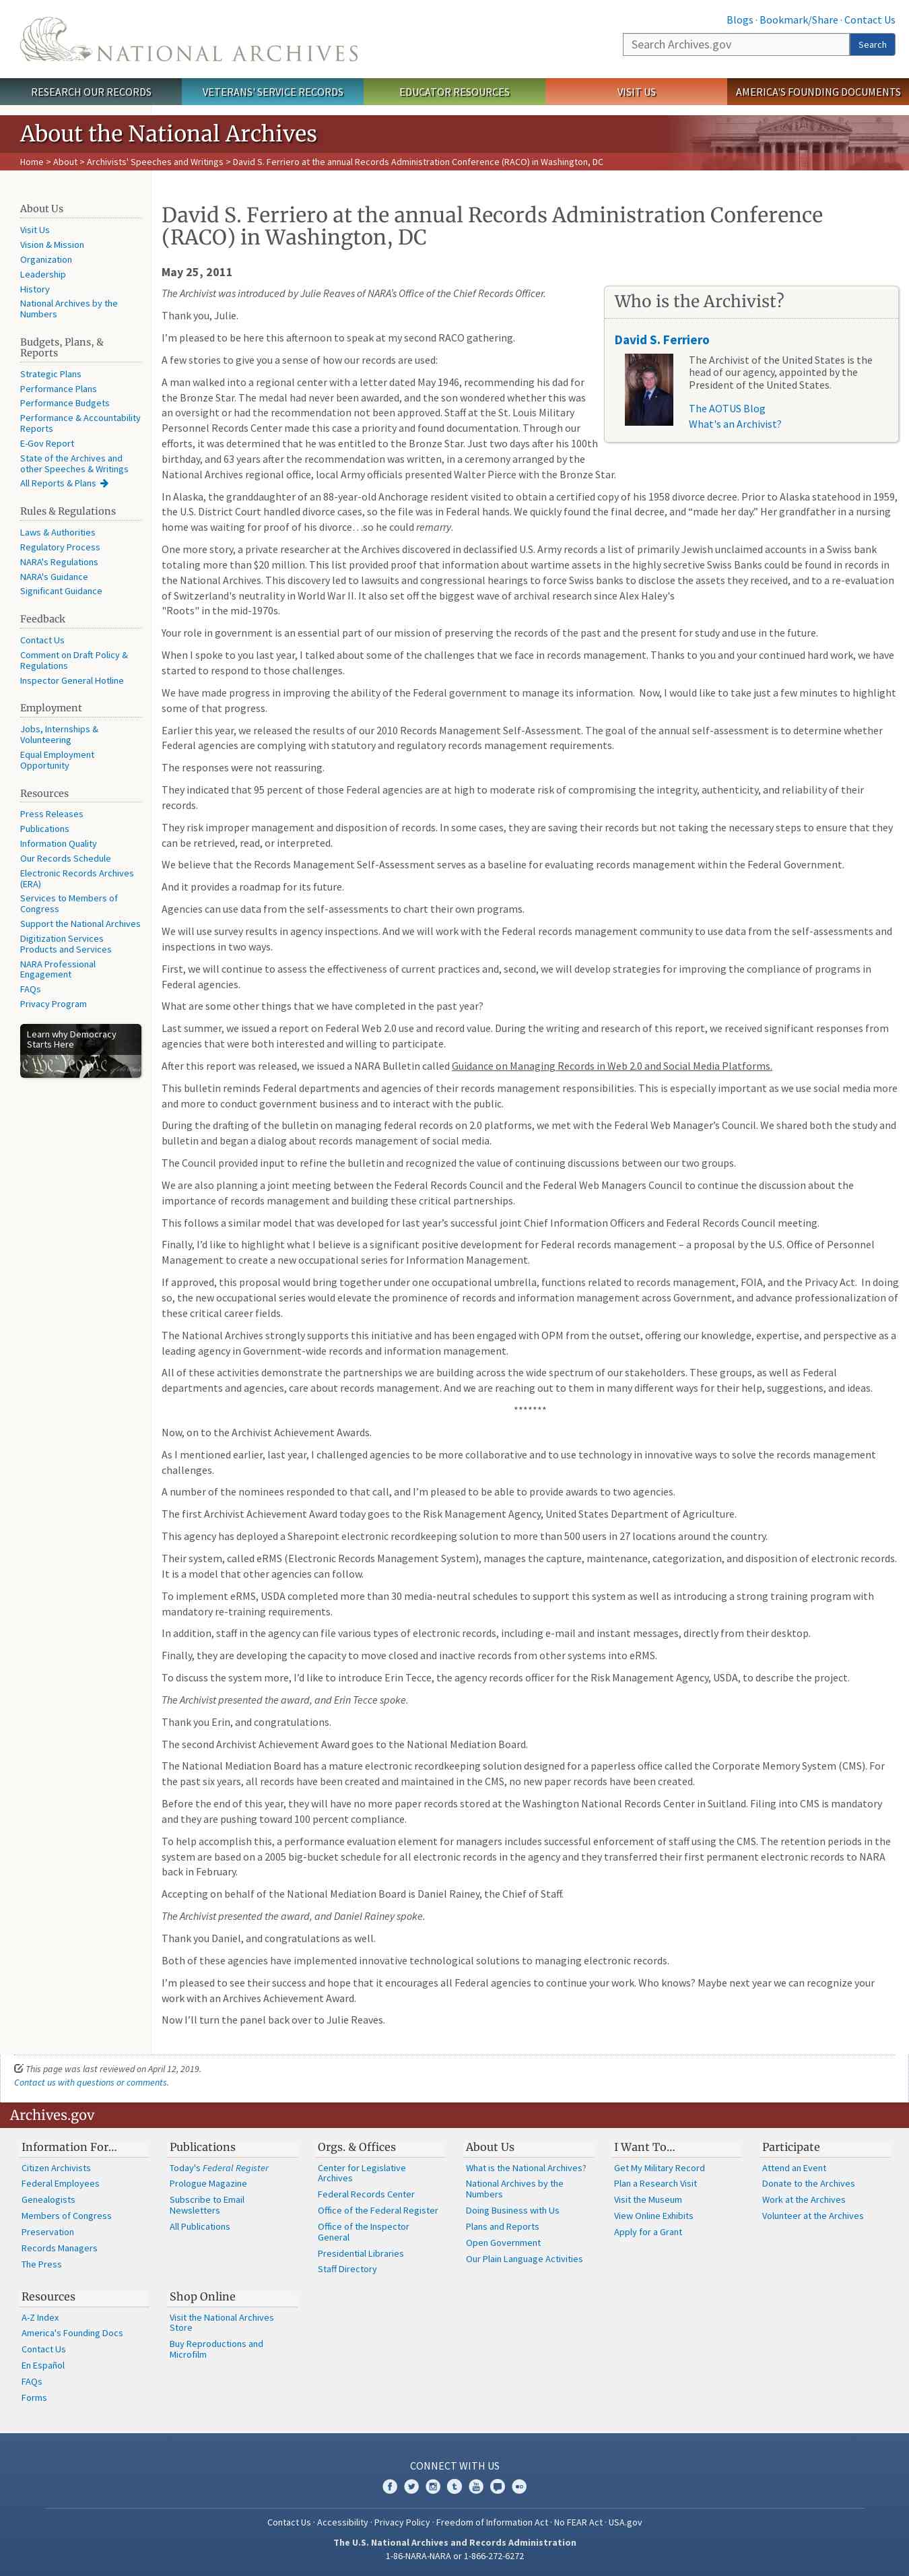 Blogs · Bookmark/Share · Contact Us
NATIONAL ARCHIVES
Search Archives.gov
Search
RESEARCH OUR RECORDS
VETERANS' SERVICE RECORDS
EDUCATOR RESOURCES
VISIT US
AMERICA'S FOUNDING DOCUMENTS
About the National Archives
Home > About > Archivists' Speeches and Writings > David S. Ferriero at the annual Records Administration Conference (RACO) in Washington, DC
About Us
Visit Us
Vision & Mission
Organization
Leadership
History
National Archives by the
Numbers
Budgets, Plans, &
Reports
Strategic Plans
Performance Plans
Performance Budgets
Performance & Accountability
Reports
E-Gov Report
State of the Archives and
other Speeches & Writings
All Reports & Plans
Rules & Regulations
Laws & Authorities
Regulatory Process
NARA's Regulations
NARA's Guidance
Significant Guidance
Feedback
Contact Us
Comment on Draft Policy &
Regulations
Inspector General Hotline
Employment
Jobs, Internships &
Volunteering
Equal Employment
Opportunity
Resources
Press Releases
Publications
Information Quality
Our Records Schedule
Electronic Records Archives
(ERA)
Services to Members of
Congress
Support the National Archives
Digitization Services
Products and Services
NARA Professional
Engagement
FAQs
Privacy Program
Learn why Democracy
Starts Here
We the People
David S. Ferriero at the annual Records Administration Conference
(RACO) in Washington, DC
May 25, 2011
Who is the Archivist?
David S. Ferriero
The Archivist of the United States is the
head of our agency, appointed by the
President of the United States.
The AOTUS Blog
What's an Archivist?
The Archivist was introduced by Julie Reaves of NARA’s Office of the Chief Records Officer.
Thank you, Julie.
I’m pleased to be here this afternoon to speak at my second RACO gathering.
A few stories to give you a sense of how our records are used:
A man walked into a regional center with a letter dated May 1946, recommending his dad for
the Bronze Star. The medal had never been awarded, and the son wondered whether this was
an oversight or had the recommendation not been approved. Staff at the St. Louis Military
Personnel Records Center made this case a priority and found documentation. Through our
efforts, it was determined that he was entitled to the Bronze Star. Just two days after his 100th
birthday, and 63 years after the recommendation was written, in a ceremony arranged by the
National Archives regional office, local Army officials presented Walter Pierce with the Bronze Star.
In Alaska, the granddaughter of an 88-year-old Anchorage resident visited to obtain a certified copy of his 1958 divorce decree. Prior to Alaska statehood in 1959,
the U.S. District Court handled divorce cases, so the file was in Federal hands. We quickly found the final decree, and “made her day.” Her grandfather in a nursing
home was waiting for proof of his divorce…so he could remarry.
One more story, a private researcher at the Archives discovered in declassified U.S. Army records a list of primarily Jewish unclaimed accounts in a Swiss bank
totaling more than $20 million. This list provided proof that information about wartime assets in the highly secretive Swiss Banks could be found in records in
the National Archives. This discovery led to lawsuits and congressional hearings to force Swiss banks to disclose the assets they received, and to a re-evaluation
of Switzerland's neutrality in World War II. It also set off the biggest wave of archival research since Alex Haley's
"Roots" in the mid-1970s.
Your role in government is an essential part of our mission of preserving the records of the past and the present for study and use in the future.
When I spoke to you last year, I talked about some of the challenges that we face in records management. Thanks to you and your continued hard work, we have
started to respond to those challenges.
We have made progress in improving the ability of the Federal government to manage its information.  Now, I would like to take just a few minutes to highlight
some of that progress.
Earlier this year, we released the results of our 2010 Records Management Self-Assessment. The goal of the annual self-assessment is to determine whether
Federal agencies are complying with statutory and regulatory records management requirements.
The responses were not reassuring.
They indicated that 95 percent of those Federal agencies are at high to moderate risk of compromising the integrity, authenticity, and reliability of their
records.
They risk improper management and disposition of records. In some cases, they are saving their records but not taking the necessary steps to ensure that they
can be retrieved, read, or interpreted.
We believe that the Records Management Self-Assessment serves as a baseline for evaluating records management within the Federal Government.
And it provides a roadmap for its future.
Agencies can use data from the self-assessments to chart their own programs.
We will use survey results in agency inspections. And we will work with the Federal records management community to use data from the self-assessments and
inspections in two ways.
First, we will continue to assess the effectiveness of current practices and, second, we will develop strategies for improving the compliance of programs in
Federal agencies.
What are some other things that we have completed in the past year?
Last summer, we issued a report on Federal Web 2.0 use and record value. During the writing and research of this report, we received significant responses from
agencies that were both interested and willing to participate.
After this report was released, we issued a NARA Bulletin called Guidance on Managing Records in Web 2.0 and Social Media Platforms.
This bulletin reminds Federal departments and agencies of their records management responsibilities. This is especially important as we use social media more
and more to conduct government business and to interact with the public.
During the drafting of the bulletin on managing federal records on 2.0 platforms, we met with the Federal Web Manager’s Council. We shared both the study and
bulletin and began a dialog about records management of social media.
The Council provided input to refine the bulletin and recognized the value of continuing discussions between our two groups.
We are also planning a joint meeting between the Federal Records Council and the Federal Web Managers Council to continue the discussion about the
importance of records management and building these critical partnerships.
This follows a similar model that was developed for last year’s successful joint Chief Information Officers and Federal Records Council meeting.
Finally, I’d like to highlight what I believe is a significant positive development for Federal records management – a proposal by the U.S. Office of Personnel
Management to create a new occupational series for Information Management.
If approved, this proposal would bring together under one occupational umbrella, functions related to records management, FOIA, and the Privacy Act.  In doing
so, the new occupational series would elevate the prominence of records and information management across Government, and advance professionalization of
these critical career fields.
The National Archives strongly supports this initiative and has been engaged with OPM from the outset, offering our knowledge, expertise, and perspective as a
leading agency in Government-wide records and information management.
All of these activities demonstrate the partnerships we are building across the wide spectrum of our stakeholders. These groups, as well as Federal
departments and agencies, care about records management. And we are reaching out to them in many different ways for their help, suggestions, and ideas.
*******
Now, on to the Archivist Achievement Awards.
As I mentioned earlier, last year, I challenged agencies to be more collaborative and to use technology in innovative ways to solve the records management
challenges.
A number of the nominees responded to that call, and I’m pleased to be able to provide awards to two agencies.
The first Archivist Achievement Award today goes to the Risk Management Agency, United States Department of Agriculture.
This agency has deployed a Sharepoint electronic recordkeeping solution to more than 500 users in 27 locations around the country.
Their system, called eRMS (Electronic Records Management System), manages the capture, maintenance, categorization, and disposition of electronic records.
It is a model that other agencies can follow.
To implement eRMS, USDA completed more than 30 media-neutral schedules to support this system as well as introducing a strong training program with
mandatory re-training requirements.
In addition, staff in the agency can file various types of electronic records, including e-mail and instant messages, directly from their desktop.
Finally, they are developing the capacity to move closed and inactive records from other systems into eRMS.
To discuss the system more, I’d like to introduce Erin Tecce, the agency records officer for the Risk Management Agency, USDA, to describe the project.
The Archivist presented the award, and Erin Tecce spoke.
Thank you Erin, and congratulations.
The second Archivist Achievement Award goes to the National Mediation Board.
The National Mediation Board has a mature electronic recordkeeping solution designed for a paperless office called the Corporate Memory System (CMS). For
the past six years, all records have been created and maintained in the CMS, no new paper records have been created.
Before the end of this year, they will have no more paper records stored at the Washington National Records Center in Suitland. Filing into CMS is mandatory
and they are pushing toward 100 percent compliance.
To help accomplish this, a performance evaluation element for managers includes successful enforcement of staff using the CMS. The retention periods in the
system are based on a 2005 big-bucket schedule for all electronic records in the agency and they transferred their first permanent electronic records to NARA
back in February.
Accepting on behalf of the National Mediation Board is Daniel Rainey, the Chief of Staff.
The Archivist presented the award, and Daniel Rainey spoke.
Thank you Daniel, and congratulations as well.
Both of these agencies have implemented innovative technological solutions to managing electronic records.
I’m pleased to see their success and hope that it encourages all Federal agencies to continue your work. Who knows? Maybe next year we can recognize your
work with an Archives Achievement Award.
Now I’ll turn the panel back over to Julie Reaves.
This page was last reviewed on April 12, 2019.
Contact us with questions or comments.
Archives.gov
Information For…
Citizen Archivists
Federal Employees
Genealogists
Members of Congress
Preservation
Records Managers
The Press
Publications
Today's Federal Register
Prologue Magazine
Subscribe to Email
Newsletters
All Publications
Orgs. & Offices
Center for Legislative
Archives
Federal Records Center
Office of the Federal Register
Office of the Inspector
General
Presidential Libraries
Staff Directory
About Us
What is the National Archives?
National Archives by the
Numbers
Doing Business with Us
Plans and Reports
Open Government
Our Plain Language Activities
I Want To…
Get My Military Record
Plan a Research Visit
Visit the Museum
View Online Exhibits
Apply for a Grant
Participate
Attend an Event
Donate to the Archives
Work at the Archives
Volunteer at the Archives
Resources
A-Z Index
America's Founding Docs
Contact Us
En Español
FAQs
Forms
Shop Online
Visit the National Archives
Store
Buy Reproductions and
Microfilm
CONNECT WITH US
Contact Us · Accessibility · Privacy Policy · Freedom of Information Act · No FEAR Act · USA.gov
The U.S. National Archives and Records Administration
1-86-NARA-NARA or 1-866-272-6272